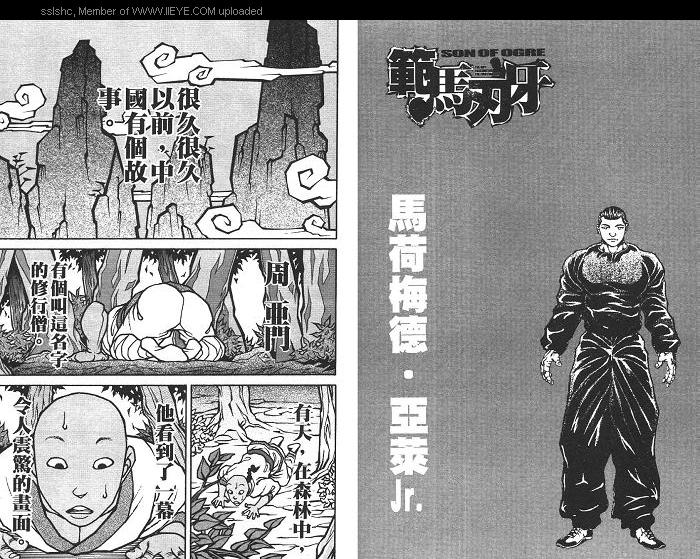 sslshc, Member of WWW.IIEYE.COM uploaded
SON OF OGRE
範馬刃牙
馬荷梅德・亞萊Jr.
很久很久
以前，中
國有個故
事。
周 亜門
有個叫這名字
的修行僧。
有天，在森林中，
他看到了一幕
令人震驚的畫面。